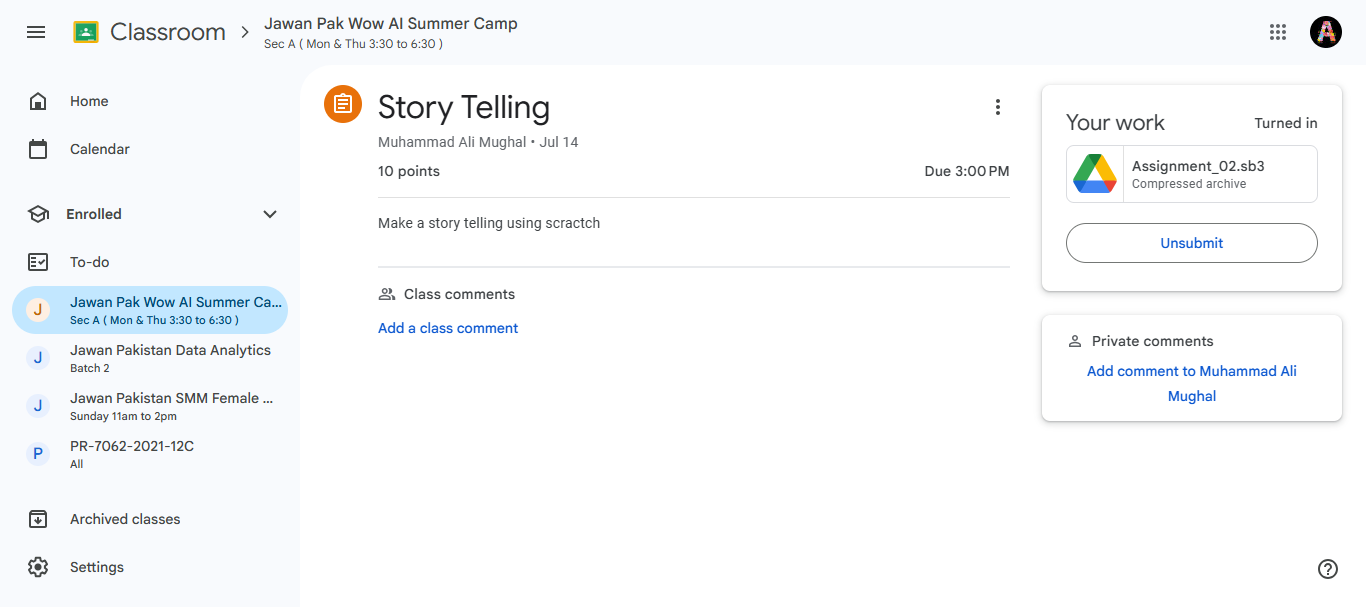 Classroom
Jawan Pak Wow AI Summer Camp
Sec A ( Mon & Thu 3:30 to 6:30 )
Home
Calendar
Enrolled
To-do
J
Jawan Pak Wow AI Summer Ca...
Sec A ( Mon & Thu 3:30 to 6:30 )
J
Jawan Pakistan Data Analytics
Batch 2
J
Jawan Pakistan SMM Female ...
Sunday 11am to 2pm
P
PR-7062-2021-12C
All
Archived classes
Settings
Story Telling
Muhammad Ali Mughal • Jul 14
10 points
Due 3:00 PM
Make a story telling using scractch
Class comments
Add a class comment
Your work
Turned in
Assignment_02.sb3
Compressed archive
Unsubmit
Private comments
Add comment to Muhammad Ali
Mughal
A